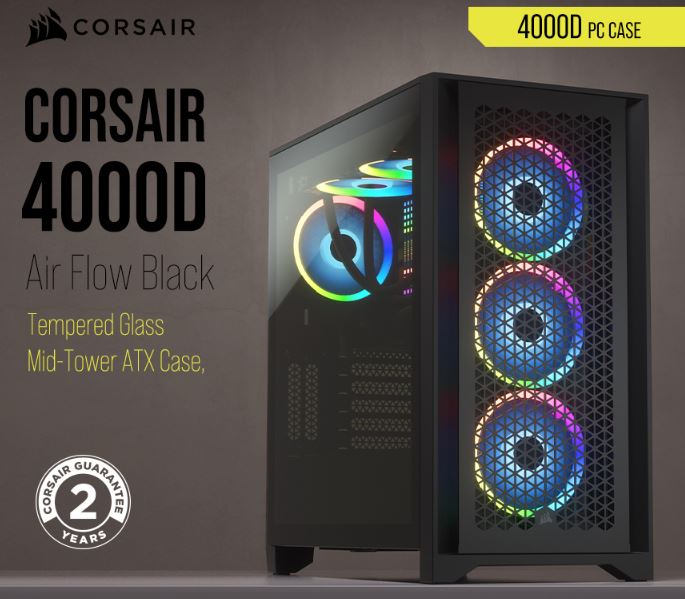 CORSAIR
4000D PC CASE
CORSAIR
4000D
Air Flow Black
Tempered Glass
Mid-Tower ATX Case,
CORSAIR GUARANTEE
2
YEARS